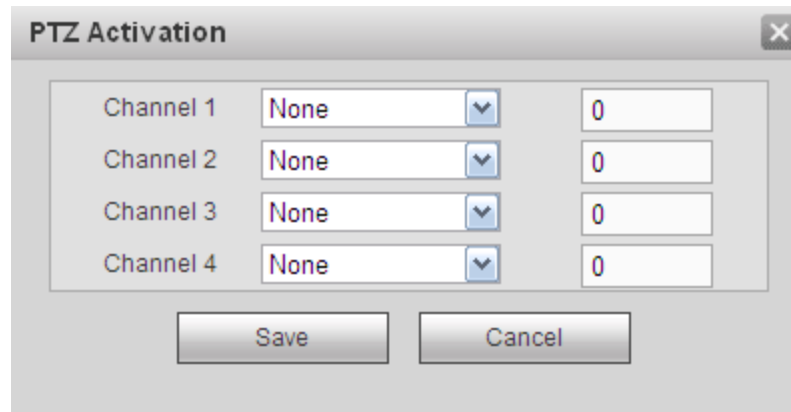 PTZ Activation
Channel 1 None 0
Channel 2 None 0
Channel 3 None 0
Channel 4 None 0
Save Cancel